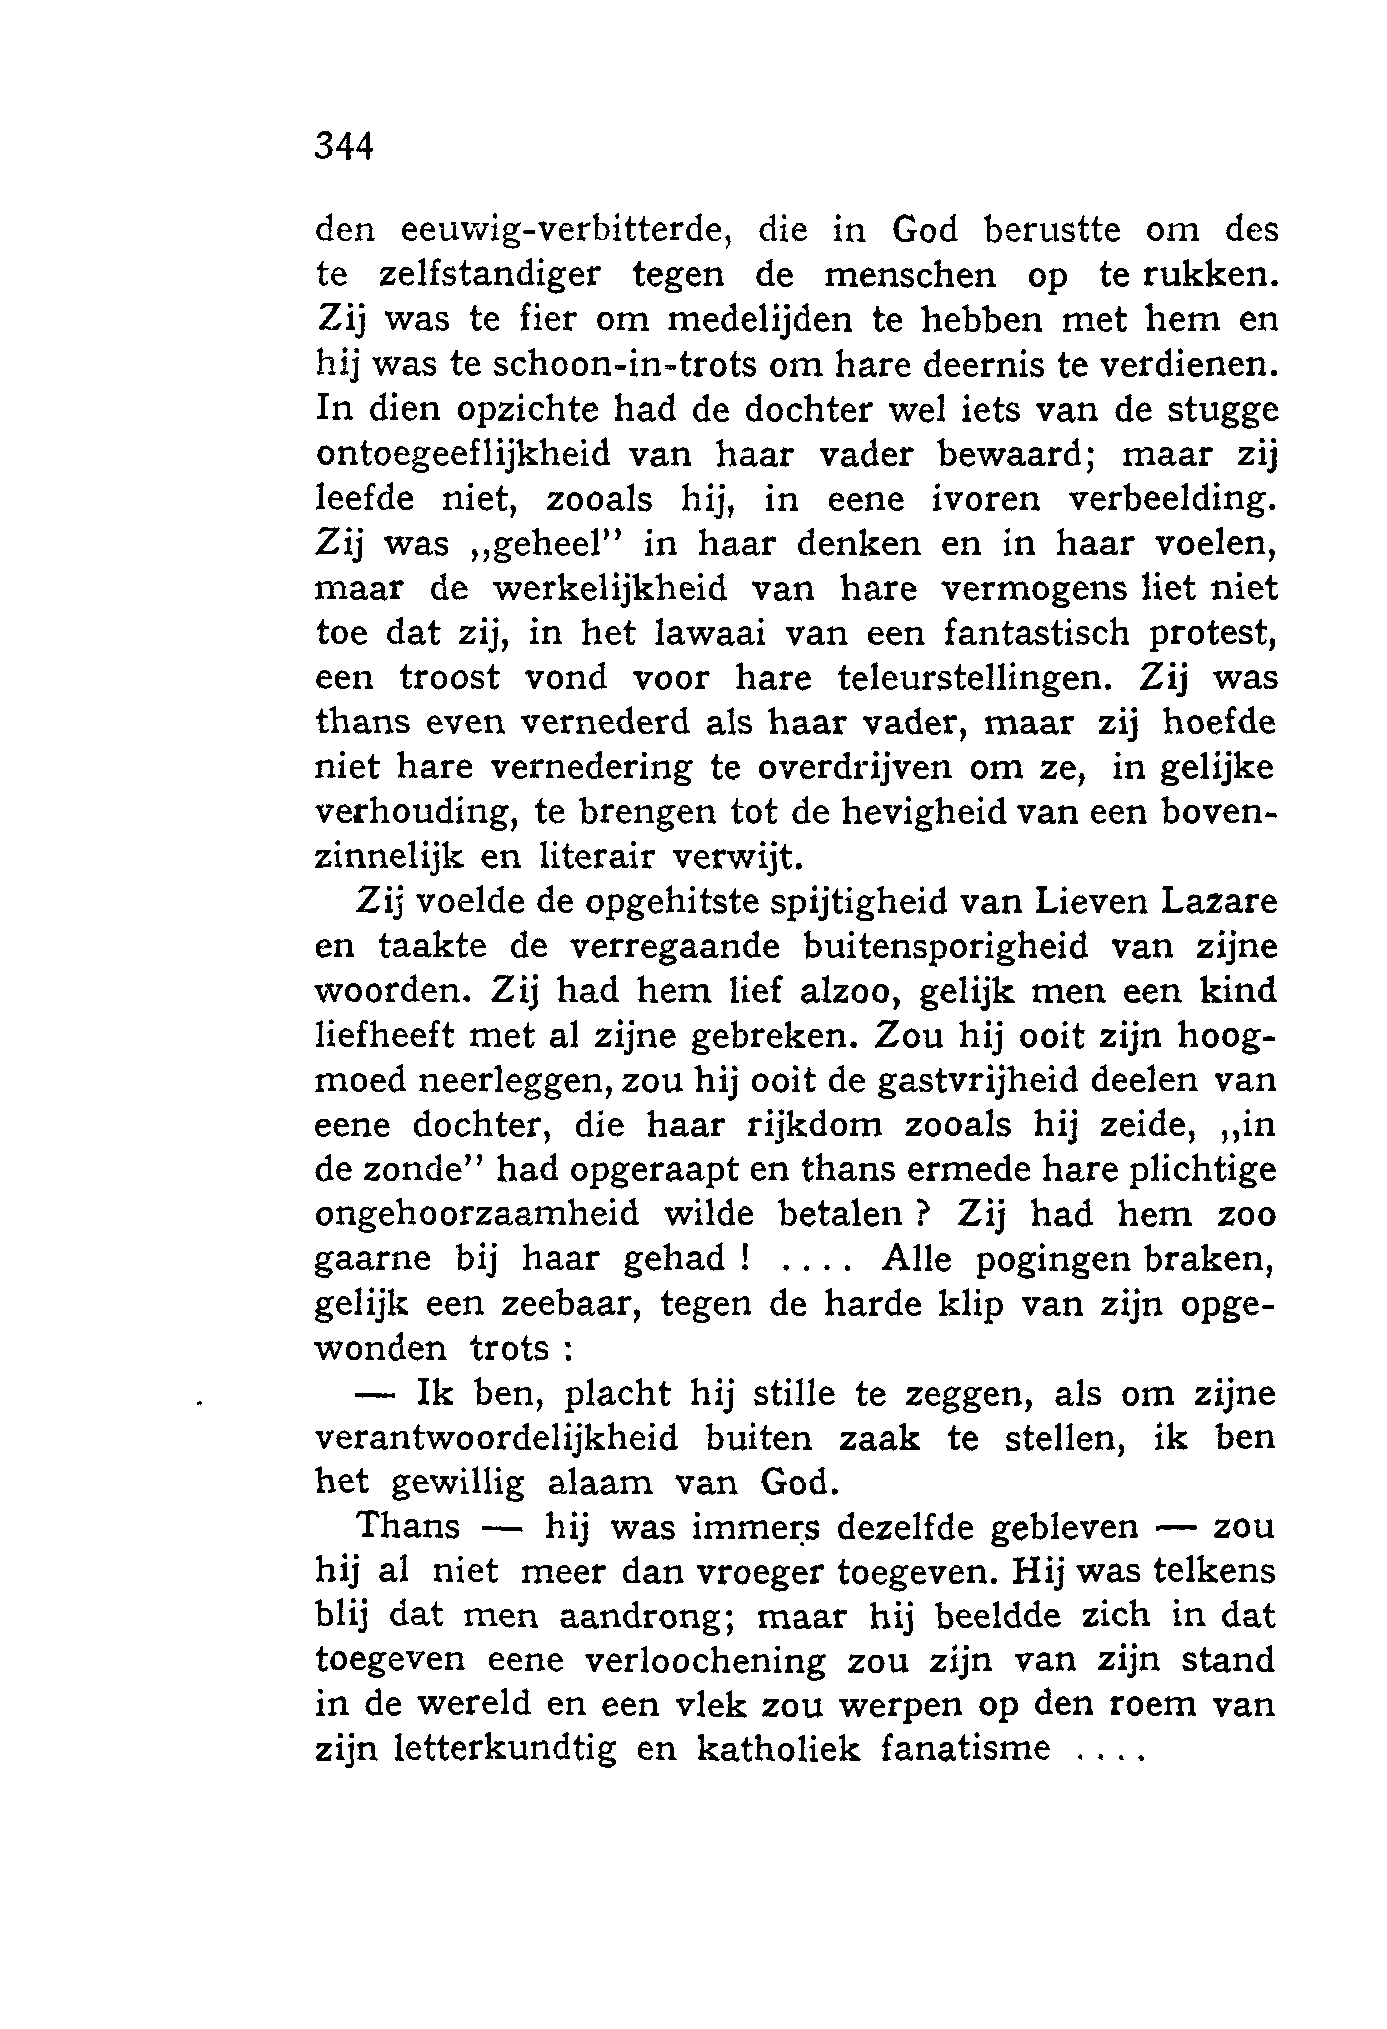 344
den eeuwig-verbitterde, die in God berustte om des
te zelfstandiger tegen de menschen op te rukken.
Zij was te fier om medelijden te hebben met hem en
hij was te schoon-in-trots om hare deernis te verdienen.
In dien opzichte had de dochter wel iets van de stugge
ontoegeeflijkheid van haar vader bewaard; maar zij
leefde niet, zooals hij, in eene ivoren verbeelding.
Zij was ,,geheel'' in haar denken en in haar voelen,
maar de werkelijkheid van hare vermogens liet niet
toe dat zij, in het lawaai van een fantastisch protest,
een troost vond voor hare teleurstellingen. Zij was
thans even vernederd als haar vader, maar zij hoefde
niet hare vernedering te overdrijven om ze, in gelijke
verhouding, te brengen tot de hevigheid van een boven-
zinnelijk en literair verwijt.
Zij voelde de opgehitste spijtigheid van Lieven Lazare
en taakte de verregaande buitensporigheid van zijne
woorden. Zij had hem lief alzoo, gelijk men een kind
liefheeft met al zijne gebreken. Zou hij ooit zijn hoog-
moed neerleggen, zou hij ooit de gastvrijheid deelen van
eene dochter, die haar rijkdom zooals hij zeide, ,,in
de zonde'' had opgeraapt en thans ermede hare plichtige
ongehoorzaamheid wilde betalen ? Zij had hem zoo
gaarne bij haar gehad ! .... Alle pogingen braken,
gelijk een zeebaar, tegen de harde klip van zijn opge-
wonden trots :
— Ik ben, placht hij stille te zeggen, als om zijne
verantwoordelijkheid buiten zaak te stellen, ik ben
het gewillig alaam van God.
Thans — hij was immers dezelfde gebleven — zou
hij al niet meer dan vroeger toegeven. Hij was telkens
blij dat men aandrong; maar hij beeldde zich in dat
toegeven eene verloochening zou zijn van zijn stand
in de wereld en een vlek zou werpen op den roem van
zijn letterkundtig en katholiek fanatisme ....